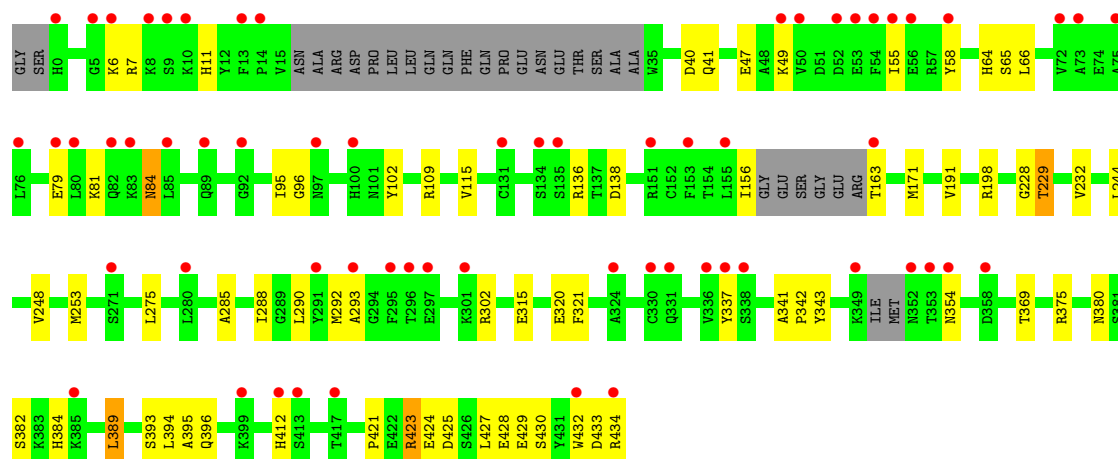 GLY SER H0 G5 K6 R7 K8 S9 K10 H11 Y12 F13 P14 V15 ASN ALA ARG ASP PRO LEU LEU GLN GLN PHE GLN PRO GLU ASN GLU THR SER ALA ALA W35 D40 Q41 E47 A48 K49 V50 D51 D52 E53 F54 I55 E56 R57 Y58 H64 S65 L66 V72 A73 E74 A75
L76 E79 L80 K81 Q82 K83 N84 L85 Q89 G92 I95 G96 N97 H100 N101 Y102 R109 V115 C131 S134 S135 R136 T137 D138 R151 C152 F153 T154 L155 I156 GLY GLU SER GLY GLU ARG T163 M171 V191 R198 G228 T229 V232
V248 M253 S271 L275 L280 A285 I288 G289 L290 Y291 M292 A293 G294 F295 T296 E297 K301 R302 E315 E320 F321 A324 C330 Q331 V336 Y337 S338 A341 P342 Y343 K349 ILE MET N352 T353 N354 D358 T369 R375 N380 S381
S382 K383 H384 K385 L389 S393 L394 A395 Q396 K399 H412 S413 T417 P421 E422 R423 E424 D425 S426 L427 E428 E429 S430 Y431 W432 D433 R434